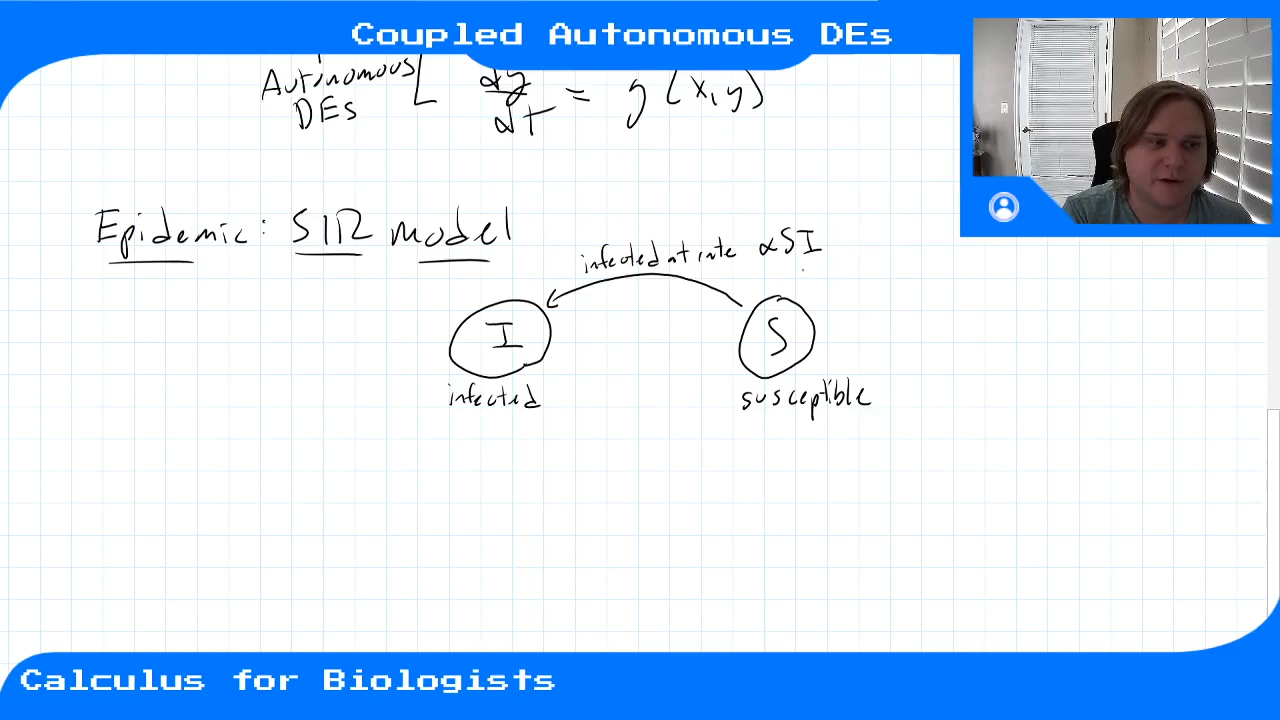 Coupled Autonomous DEs
Autonomous
DEs
dy
dt
= g(x,y)
Epidemic: SIR model
infected at rate αSI
I
S
infected
susceptible
Calculus for Biologists